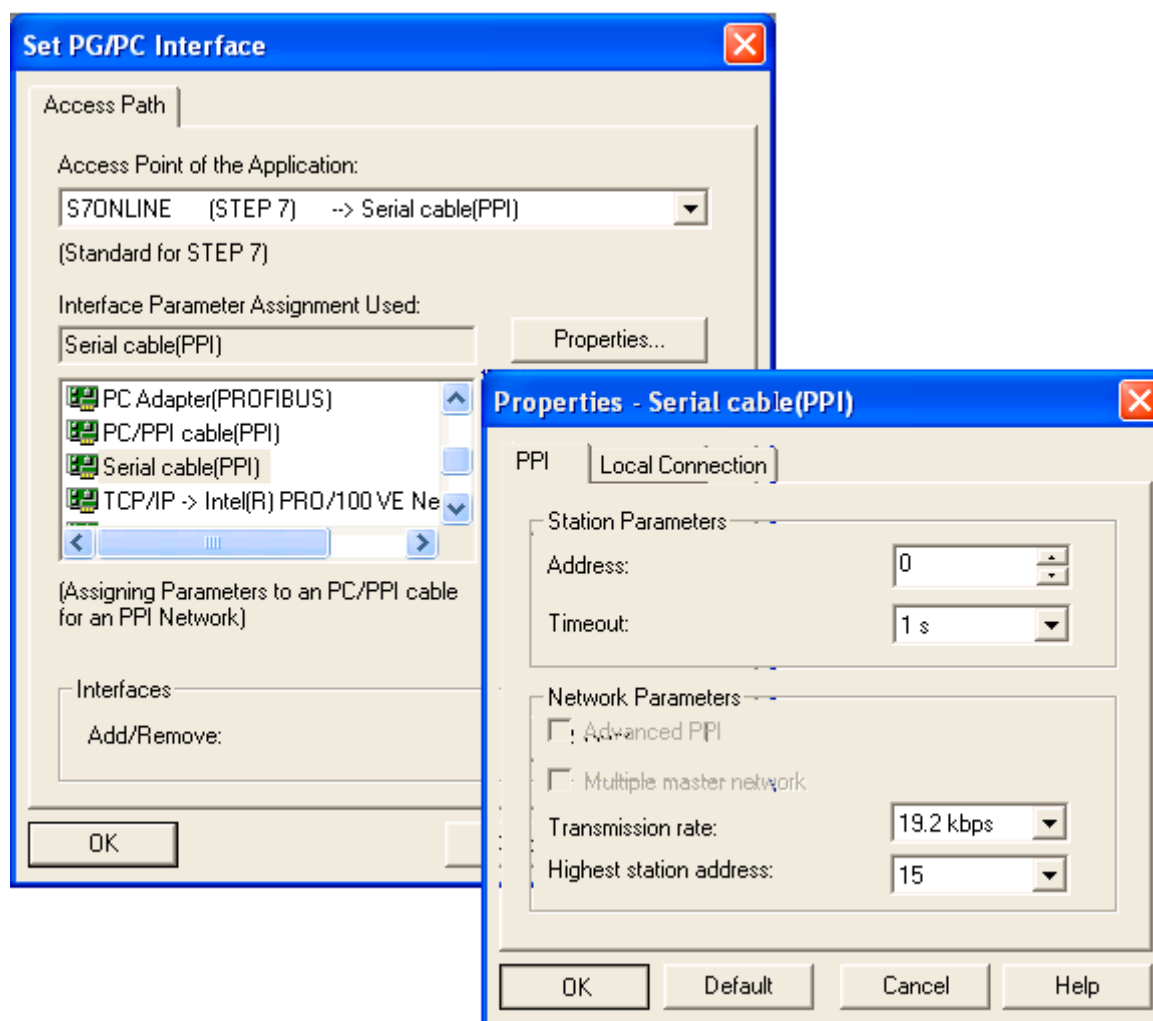 Set PG/PC Interface
Access Path
Access Point of the Application:
S7ONLINE (STEP 7) --> Serial cable(PPI)
(Standard for STEP 7)
Interface Parameter Assignment Used:
Serial cable(PPI)
Properties...
PC Adapter(PROFIBUS)
PC/PPI cable(PPI)
Serial cable(PPI)
TCP/IP -> Intel(R) PRO/100 VE Ne
(Assigning Parameters to an PC/PPI cable
for an PPI Network)
Interfaces
Add/Remove:
OK
Properties - Serial cable(PPI)
PPI
Local Connection
Station Parameters
Address:
0
Timeout:
1 s
Network Parameters
Advanced PPI
Multiple master network
Transmission rate:
19.2 kbps
Highest station address:
15
OK
Default
Cancel
Help